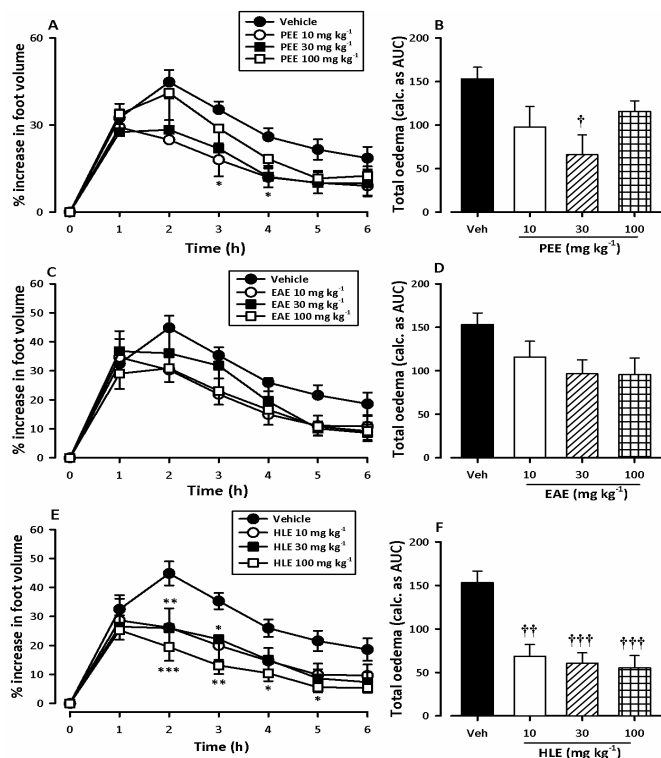 A
Vehicle
PEE 10 mg kg-1
PEE 30 mg kg-1
PEE 100 mg kg-1
% increase in foot volume
60
30
0
0 1 2 3 4 5 6
* *
Time (h)
B
Total oedema (calc. as AUC)
200
150
100
50
0
†
Veh 10 30 100
PEE (mg kg-1)
C
Vehicle
EAE 10 mg kg-1
EAE 30 mg kg-1
EAE 100 mg kg-1
% increase in foot volume
60
50
40
30
20
10
0
0 1 2 3 4 5 6
Time (h)
D
Total oedema (calc. as AUC)
200
150
100
50
0
Veh 10 30 100
EAE (mg kg-1)
E
Vehicle
HLE 10 mg kg-1
HLE 30 mg kg-1
HLE 100 mg kg-1
% increase in foot volume
60
50
40
30
20
10
0
** *
*** ** * *
0 1 2 3 4 5 6
Time (h)
F
Total oedema (calc. as AUC)
200
150
100
50
0
†† ††† †††
Veh 10 30 100
HLE (mg kg-1)